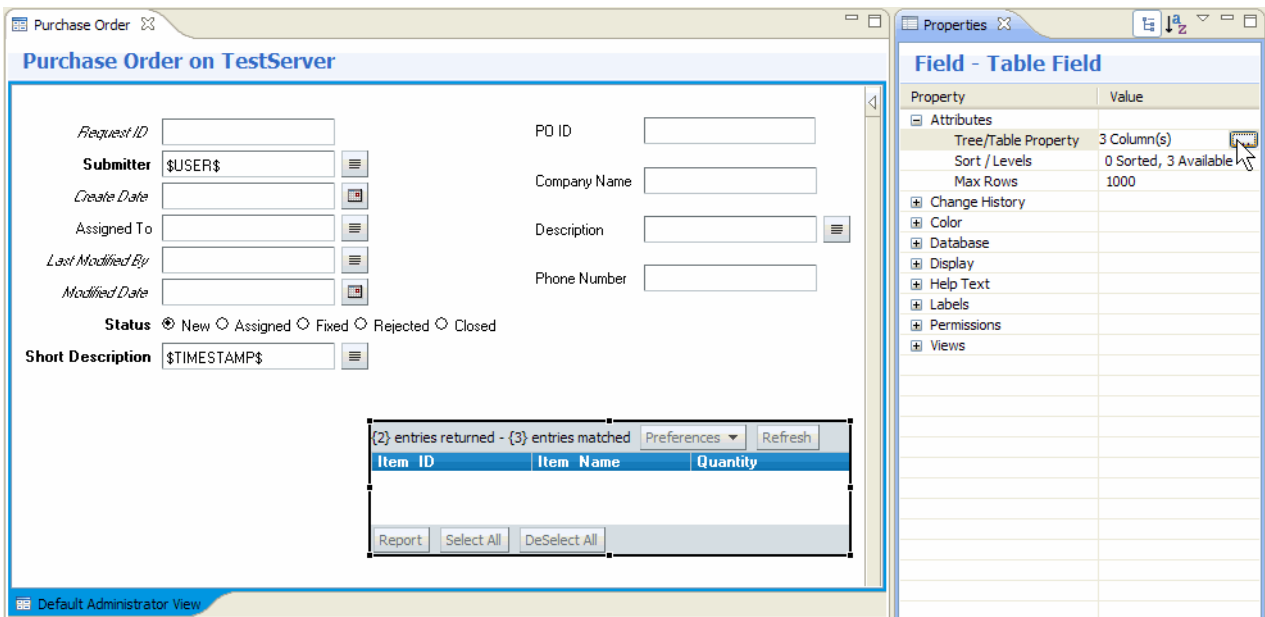 Purchase Order
Purchase Order on TestServer
Request ID
PO ID
Submitter $USER$
Company Name
Create Date
Assigned To
Description
Last Modified By
Phone Number
Modified Date
Status New Assigned Fixed Rejected Closed
Short Description $TIMESTAMP$
{2} entries returned - {3} entries matched Preferences Refresh
Item ID Item Name Quantity
Report Select All DeSelect All
Default Administrator View
Properties
Field - Table Field
Property Value
Attributes
Tree/Table Property 3 Column(s) ...
Sort / Levels 0 Sorted, 3 Available
Max Rows 1000
Change History
Color
Database
Display
Help Text
Labels
Permissions
Views